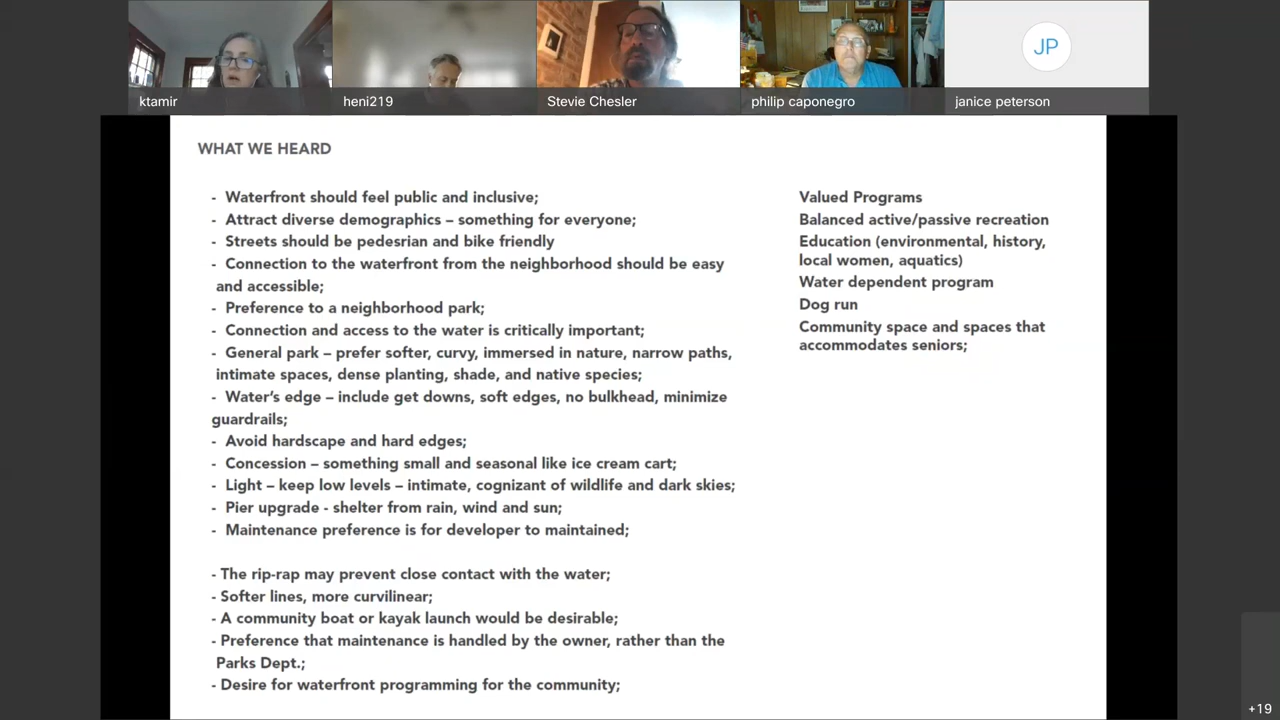 JP
ktamir
heni219
Stevie Chesler
philip caponegro
janice peterson
WHAT WE HEARD
- Waterfront should feel public and inclusive;
- Attract diverse demographics – something for everyone;
- Streets should be pedesrian and bike friendly
- Connection to the waterfront from the neighborhood should be easy
and accessible;
- Preference to a neighborhood park;
- Connection and access to the water is critically important;
- General park – prefer softer, curvy, immersed in nature, narrow paths,
intimate spaces, dense planting, shade, and native species;
- Water’s edge – include get downs, soft edges, no bulkhead, minimize
guardrails;
- Avoid hardscape and hard edges;
- Concession – something small and seasonal like ice cream cart;
- Light – keep low levels – intimate, cognizant of wildlife and dark skies;
- Pier upgrade - shelter from rain, wind and sun;
- Maintenance preference is for developer to maintained;
- The rip-rap may prevent close contact with the water;
- Softer lines, more curvilinear;
- A community boat or kayak launch would be desirable;
- Preference that maintenance is handled by the owner, rather than the
Parks Dept.;
- Desire for waterfront programming for the community;
Valued Programs
Balanced active/passive recreation
Education (environmental, history,
local women, aquatics)
Water dependent program
Dog run
Community space and spaces that
accommodates seniors;
+19